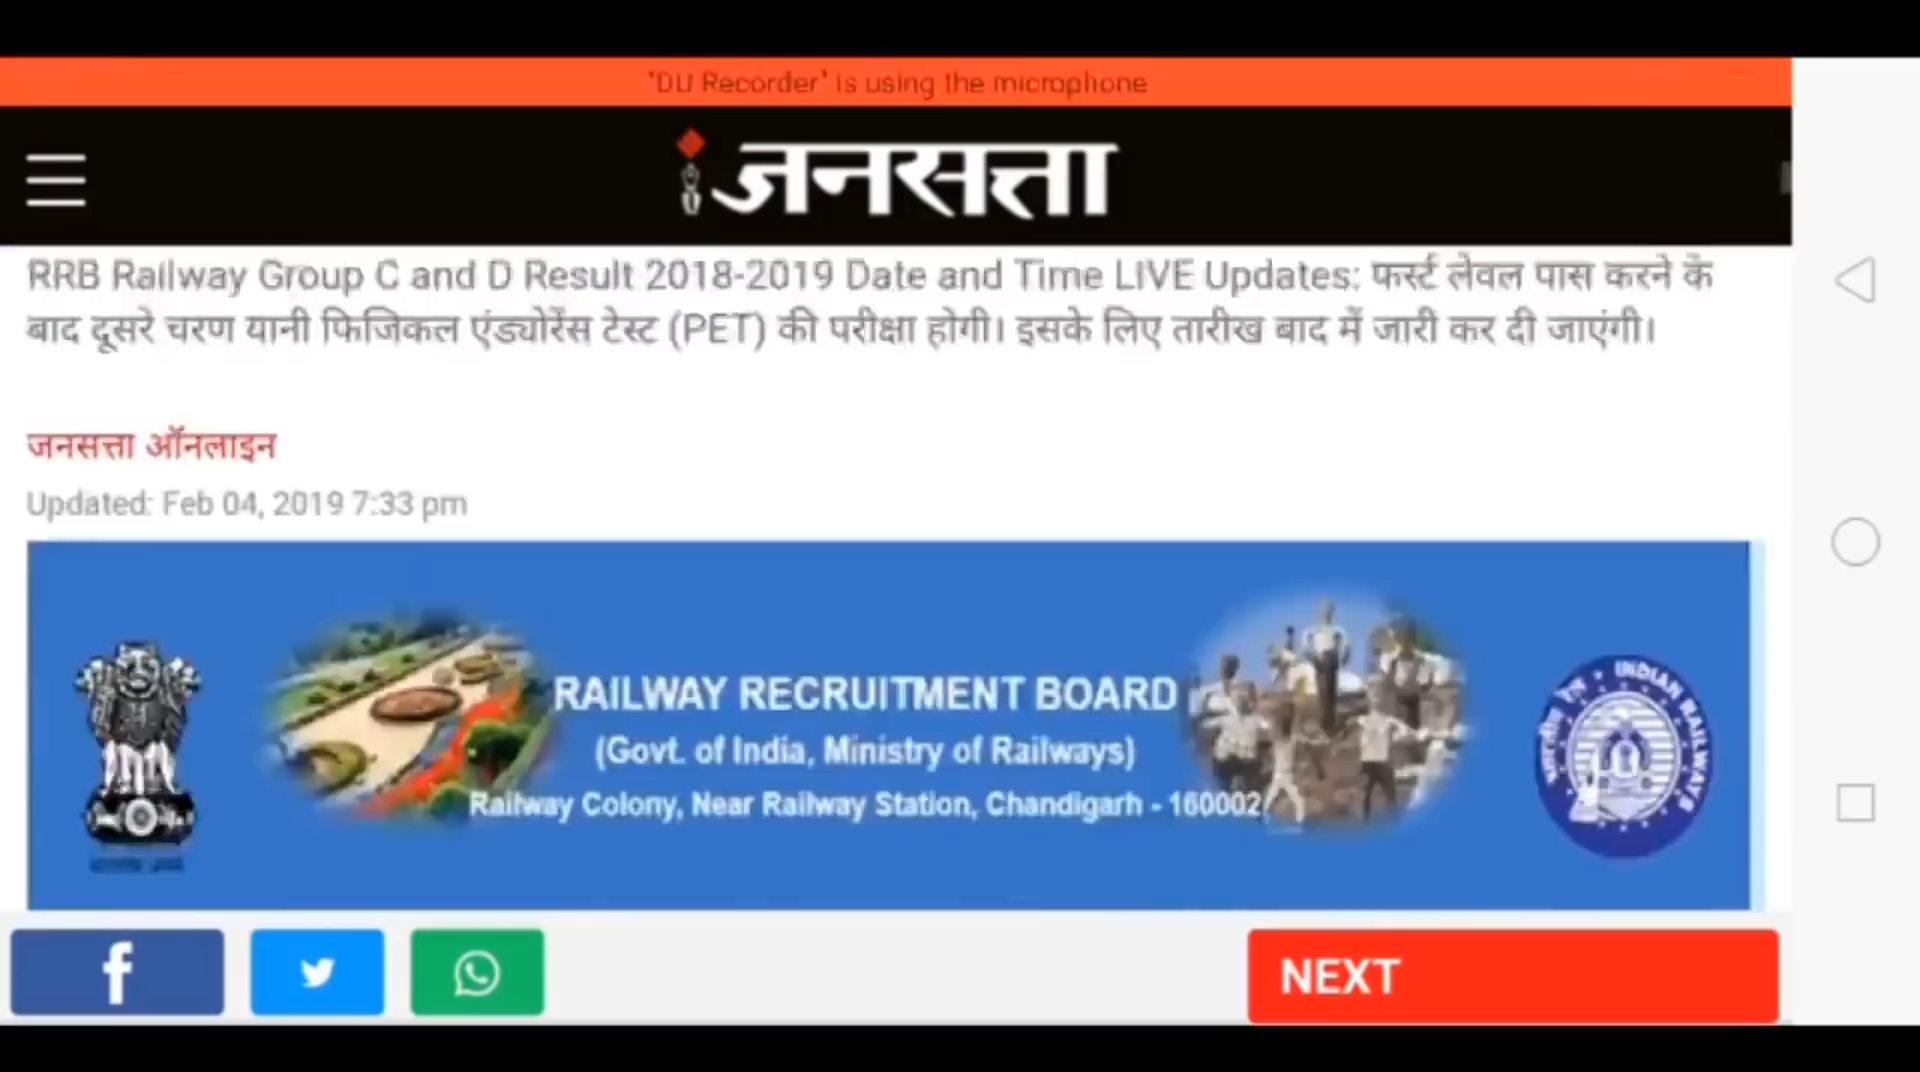 "DU Recorder" is using the microphone
जनसत्ता
RRB Railway Group C and D Result 2018-2019 Date and Time LIVE Updates: फर्स्ट लेवल पास करने के
बाद दूसरे चरण यानी फिजिकल एंड्योरेंस टेस्ट (PET) की परीक्षा होगी। इसके लिए तारीख बाद में जारी कर दी जाएंगी।
जनसत्ता ऑनलाइन
Updated: Feb 04, 2019 7:33 pm
RAILWAY RECRUITMENT BOARD
(Govt. of India, Ministry of Railways)
Railway Colony, Near Railway Station, Chandigarh - 160002
भारतीय रेल INDIAN RAILWAYS
NEXT